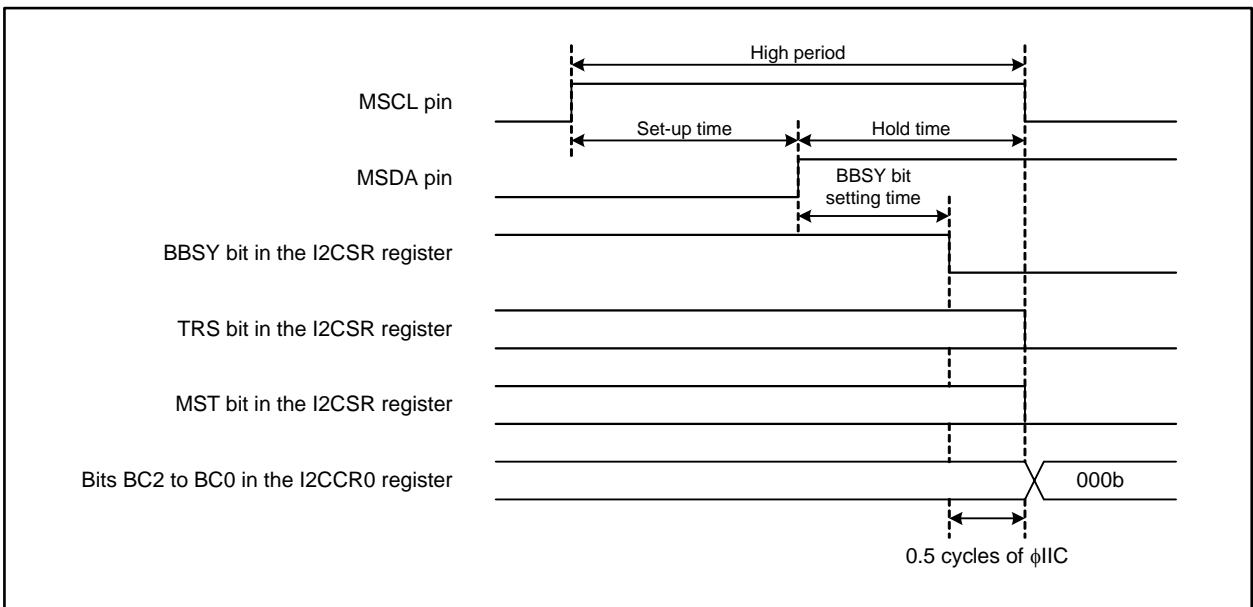 High period
MSCL pin
Set-up time
Hold time
MSDA pin
BBSY bit
setting time
BBSY bit in the I2CSR register
TRS bit in the I2CSR register
MST bit in the I2CSR register
Bits BC2 to BC0 in the I2CCR0 register
000b
0.5 cycles of ϕIIC